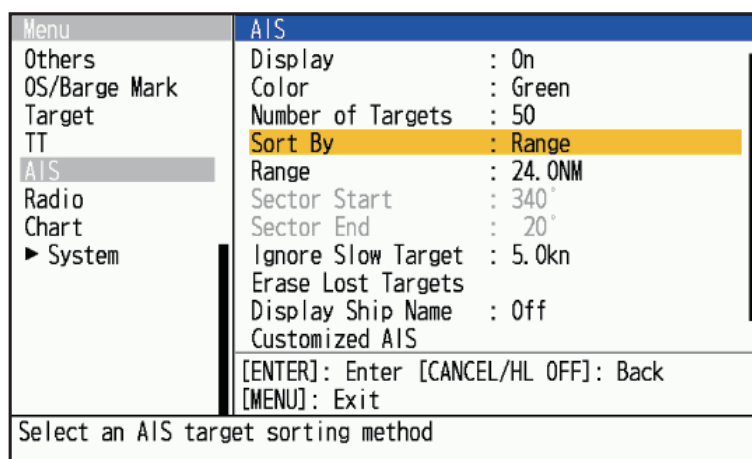 Menu
Others
OS/Barge Mark
Target
TT
AIS
Radio
Chart
► System
AIS
Display : On
Color : Green
Number of Targets : 50
Sort By : Range
Range : 24.0NM
Sector Start : 340°
Sector End : 20°
Ignore Slow Target : 5.0kn
Erase Lost Targets
Display Ship Name : Off
Customized AIS
[ENTER]: Enter [CANCEL/HL OFF]: Back
[MENU]: Exit
Select an AIS target sorting method